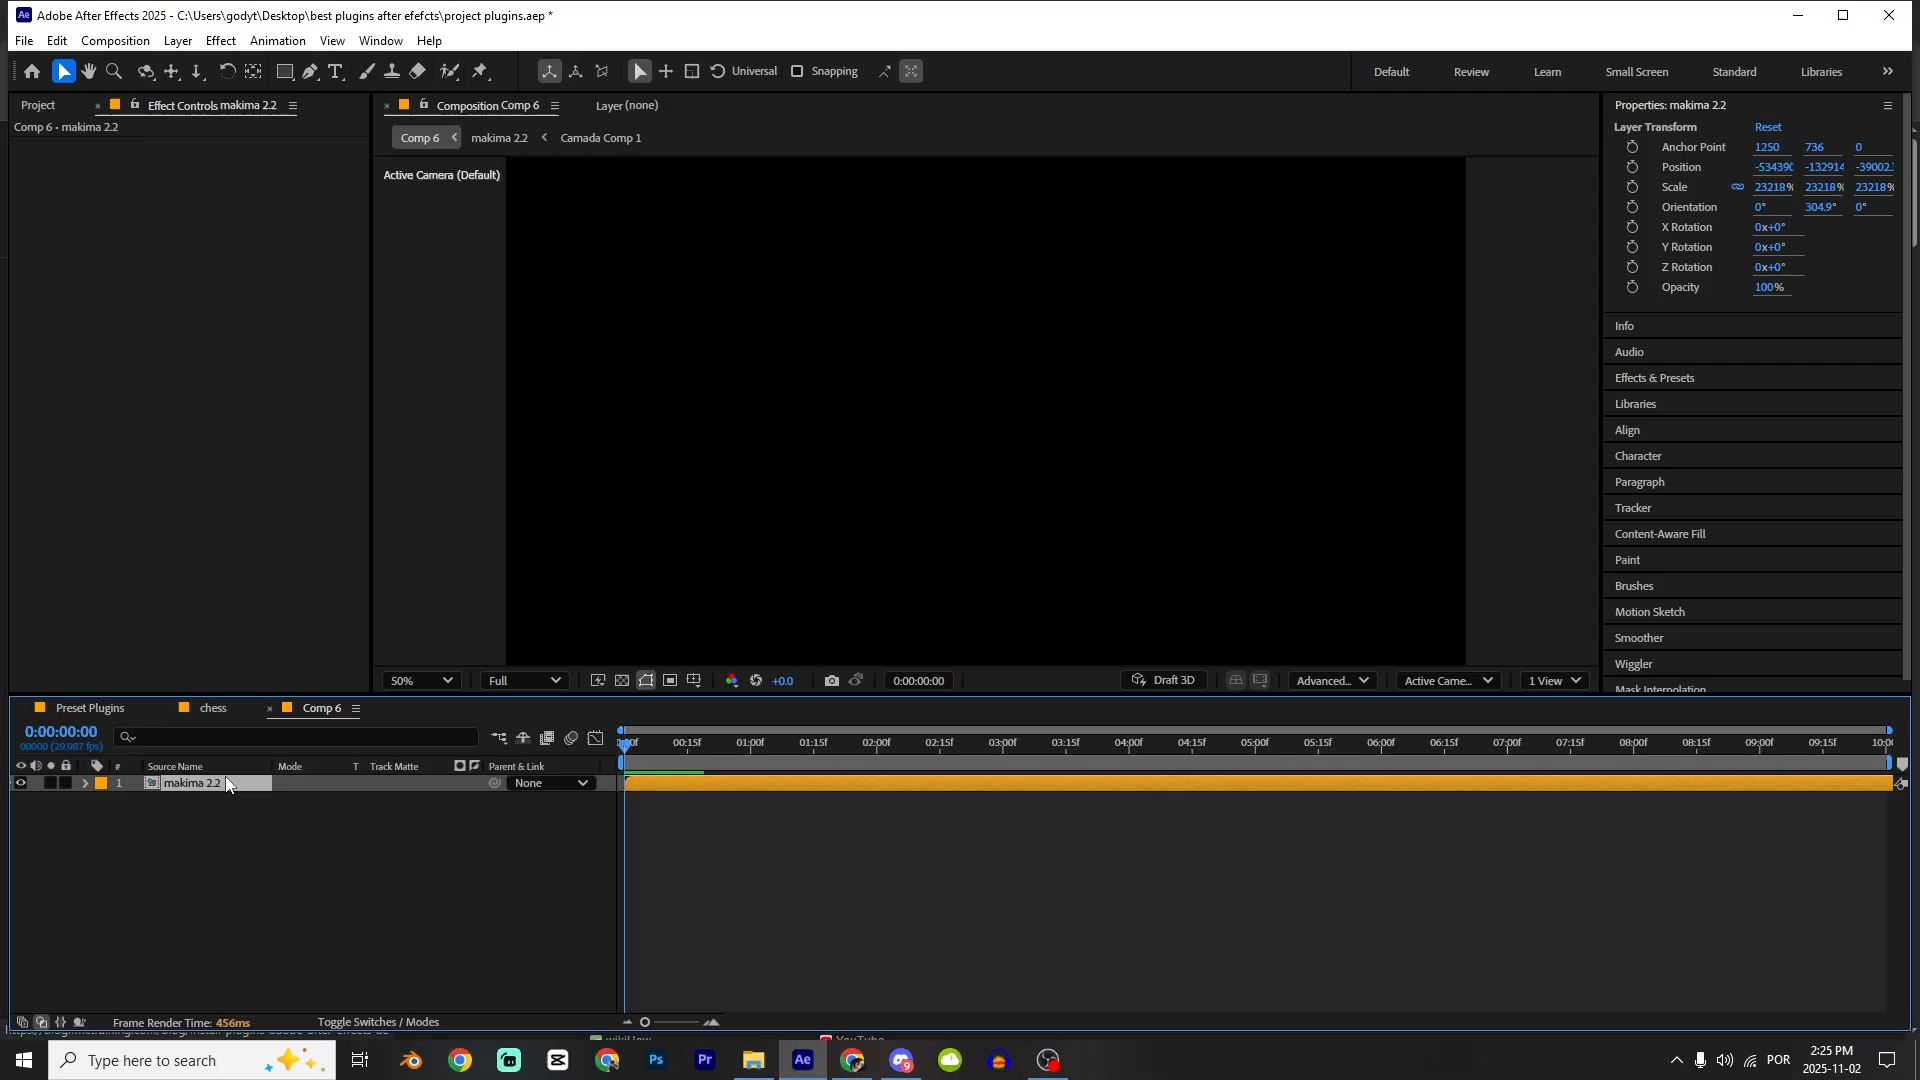 Adobe After Effects 2025 - C:\Users\godyt\Desktop\best plugins after efefcts\project plugins.aep *
File Edit Composition Layer Effect Animation View Window Help
Universal Snapping Default Review Learn Small Screen Standard Libraries
Project Effect Controls makima 2.2
Comp 6 • makima 2.2
Composition Comp 6 Layer (none)
Comp 6 makima 2.2 Camada Comp 1
Active Camera (Default)
Properties: makima 2.2
Layer Transform Reset
Anchor Point 1250 736 0
Position -534390 -132914 -39002.
Scale 23218% 23218% 23218%
Orientation 0° 304.9° 0°
X Rotation 0x+0°
Y Rotation 0x+0°
Z Rotation 0x+0°
Opacity 100%
Info
Audio
Effects & Presets
Libraries
Align
Character
Paragraph
Tracker
Content-Aware Fill
Paint
Brushes
Motion Sketch
Smoother
Wiggler
Mask Interpolation
50% Full +0.0 0:00:00:00 Draft 3D Advanced... Active Came... 1 View
Preset Plugins chess Comp 6
0:00:00:00
00000 (29.987 fps)
00:15f 01:00f 01:15f 02:00f 02:15f 03:00f 03:15f 04:00f 04:15f 05:00f 05:15f 06:00f 06:15f 07:00f 07:15f 08:00f 08:15f 09:00f 09:15f 10:00
# Source Name Mode T Track Matte Parent & Link
1 makima 2.2 None
Frame Render Time: 456ms Toggle Switches / Modes
wikiHow YouTube
Type here to search
Ps Pr Ae 9
POR
2:25 PM
2025-11-02